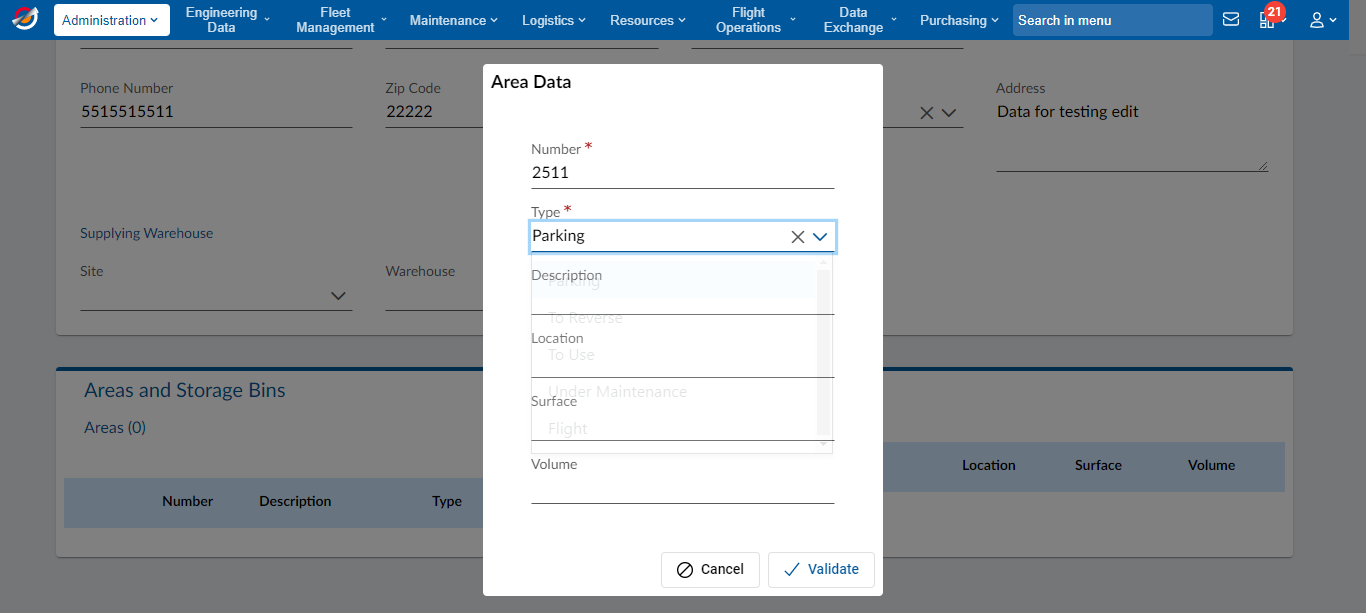 Administration
Engineering
Data
Fleet
Management
Maintenance
Logistics
Resources
Flight
Operations
Data
Exchange
Purchasing
Search in menu
21
Area Data
Phone Number
5515515511
Zip Code
22222
Address
Data for testing edit
Number *
2511
Type *
Parking
Supplying Warehouse
Site
Warehouse
Description
Parking
To Reverse
Location
To Use
Under Maintenance
Surface
Flight
Volume
Areas and Storage Bins
Areas (0)
Number Description Type
Location Surface Volume
Cancel
Validate